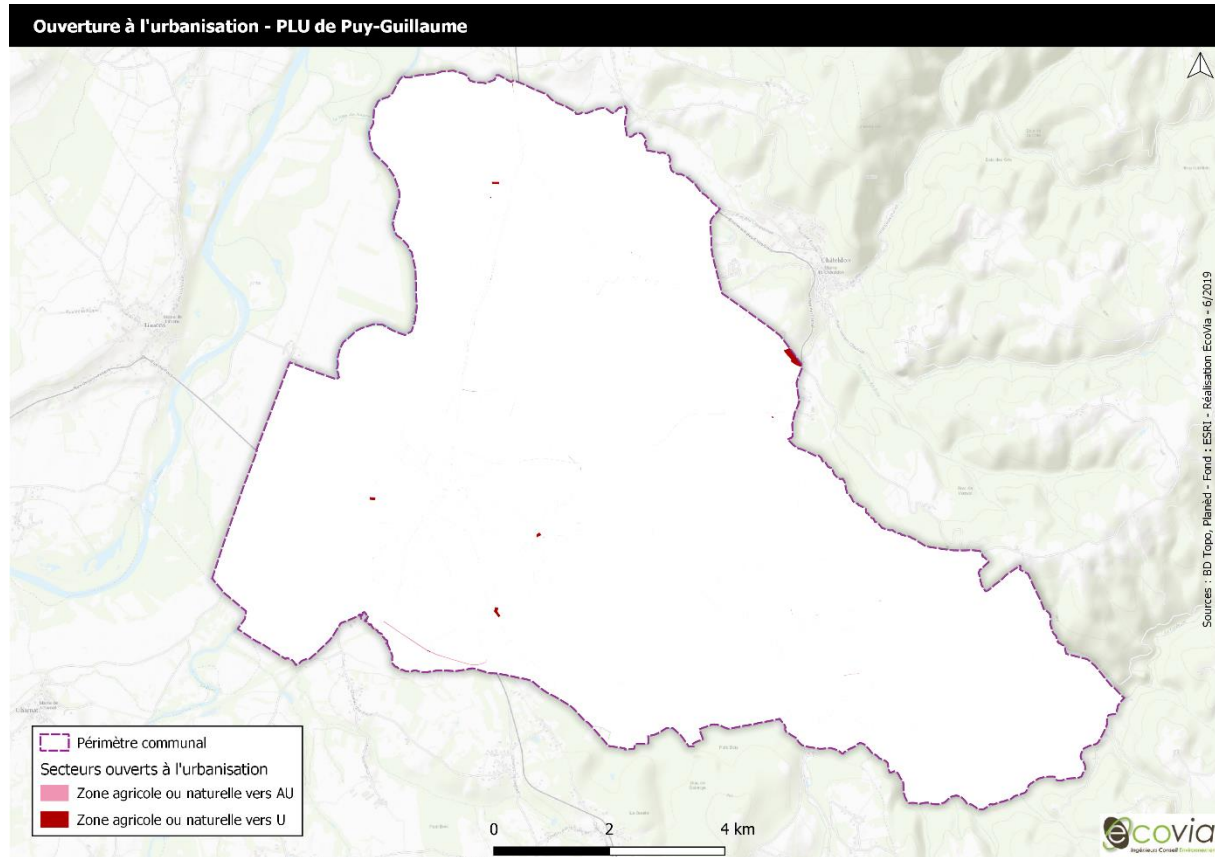 Ouverture à l'urbanisation - PLU de Puy-Guillaume
Sources : BD Topo, Planèd - Fond : ESRI - Réalisation EcoVia - 6/2019
Périmètre communal
Secteurs ouverts à l'urbanisation
Zone agricole ou naturelle vers AU
Zone agricole ou naturelle vers U
0 2 4 km
ecovia
Ingénieurs Conseil Environnement